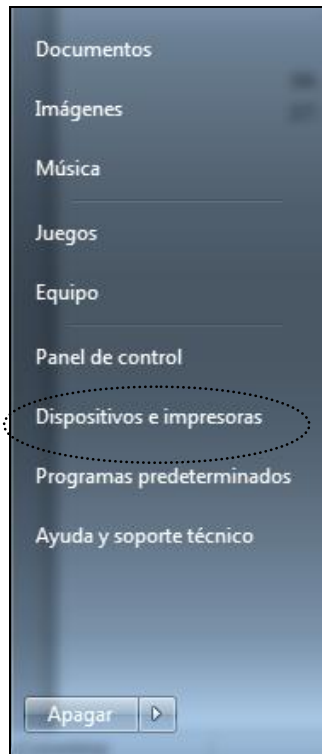 Documentos
Imágenes
Música
Juegos
Equipo
Panel de control
Dispositivos e impresoras
Programas predeterminados
Ayuda y soporte técnico
Apagar